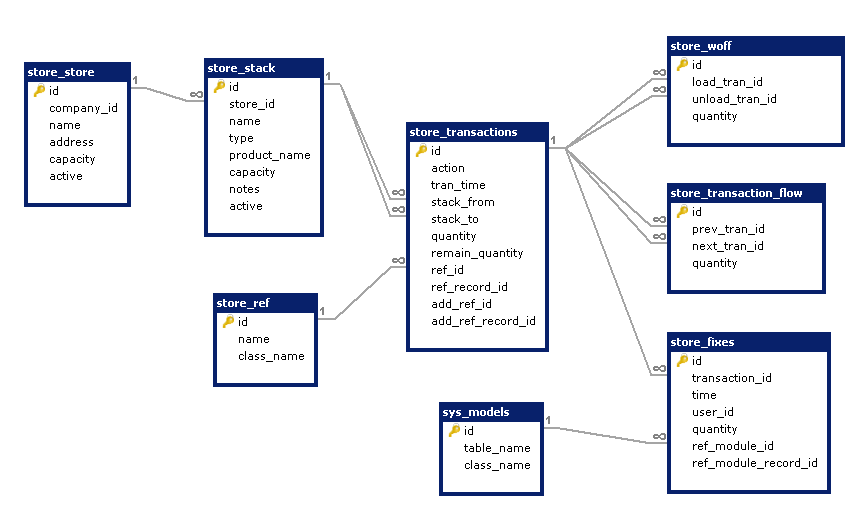 store_store
id
company_id
name
address
capacity
active
1
∞
store_stack
id
store_id
name
type
product_name
capacity
notes
active
1
∞
∞
store_ref
id
name
class_name
1
∞
store_transactions
id
action
tran_time
stack_from
stack_to
quantity
remain_quantity
ref_id
ref_record_id
add_ref_id
add_ref_record_id
1
sys_models
id
table_name
class_name
1
∞
∞
store_woff
id
load_tran_id
unload_tran_id
quantity
∞
∞
store_transaction_flow
id
prev_tran_id
next_tran_id
quantity
∞
∞
store_fixes
id
transaction_id
time
user_id
quantity
ref_module_id
ref_module_record_id